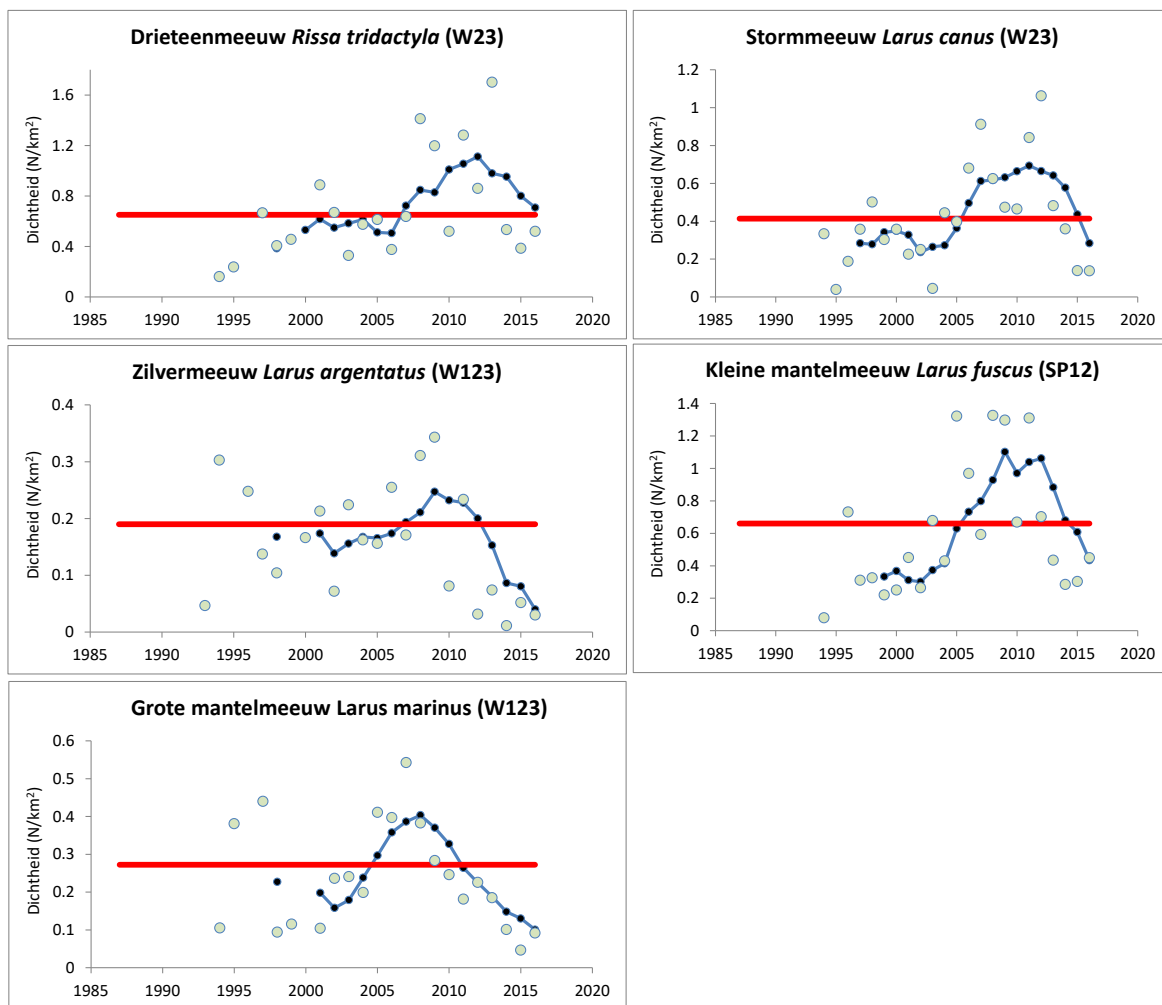 Drieteenmeeuw Rissa tridactyla (W23)
Dichtheid (N/km²)
1.6
1.2
0.8
0.4
0
1985 1990 1995 2000 2005 2010 2015 2020
Stormmeeuw Larus canus (W23)
Dichtheid (N/km²)
1.2
1
0.8
0.6
0.4
0.2
0
1985 1990 1995 2000 2005 2010 2015 2020
Zilvermeeuw Larus argentatus (W123)
Dichtheid (N/km²)
0.4
0.3
0.2
0.1
0
1985 1990 1995 2000 2005 2010 2015 2020
Kleine mantelmeeuw Larus fuscus (SP12)
Dichtheid (N/km²)
1.4
1.2
1
0.8
0.6
0.4
0.2
0
1985 1990 1995 2000 2005 2010 2015 2020
Grote mantelmeeuw Larus marinus (W123)
Dichtheid (N/km²)
0.6
0.5
0.4
0.3
0.2
0.1
0
1985 1990 1995 2000 2005 2010 2015 2020